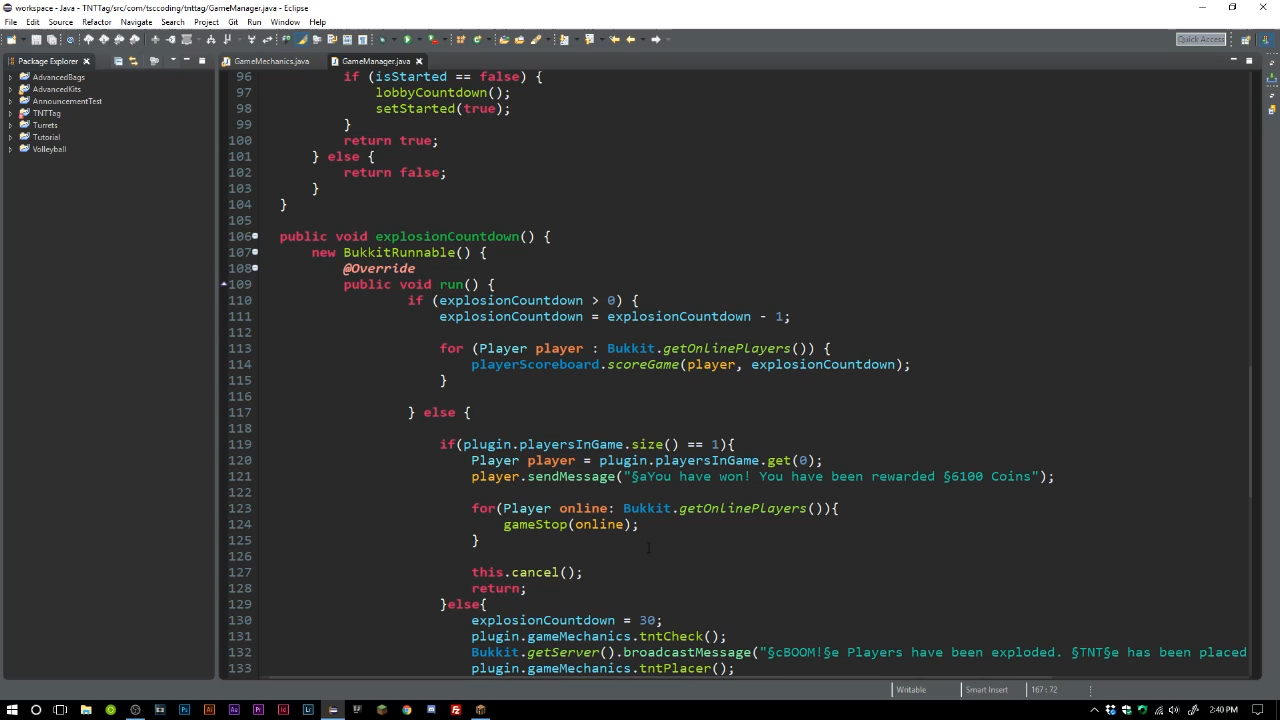 workspace - Java - TNTTag/src/com/tsccoding/tnttag/GameManager.java - Eclipse
File Edit Source Refactor Navigate Search Project Git Run Window Help
Quick Access
Package Explorer
GameMechanics.java
GameManager.java
AdvancedBags
AdvancedKits
AnnouncementTest
TNTTag
Turrets
Tutorial
Volleyball
96 if (isStarted == false) {
97 lobbyCountdown();
98 setStarted(true);
99 }
100 return true;
101 } else {
102 return false;
103 }
104 }
105
106 public void explosionCountdown() {
107 new BukkitRunnable() {
108 @Override
109 public void run() {
110 if (explosionCountdown > 0) {
111 explosionCountdown = explosionCountdown - 1;
112
113 for (Player player : Bukkit.getOnlinePlayers()) {
114 playerScoreboard.scoreGame(player, explosionCountdown);
115 }
116
117 } else {
118
119 if(plugin.playersInGame.size() == 1){
120 Player player = plugin.playersInGame.get(0);
121 player.sendMessage("§aYou have won! You have been rewarded §6100 Coins");
122
123 for(Player online: Bukkit.getOnlinePlayers()){
124 gameStop(online);
125 }
126
127 this.cancel();
128 return;
129 }else{
130 explosionCountdown = 30;
131 plugin.gameMechanics.tntCheck();
132 Bukkit.getServer().broadcastMessage("§cBOOM!§e Players have been exploded. §TNT§e has been placed
133 plugin.gameMechanics.tntPlacer();
Writable Smart Insert 167 : 72
2:40 PM